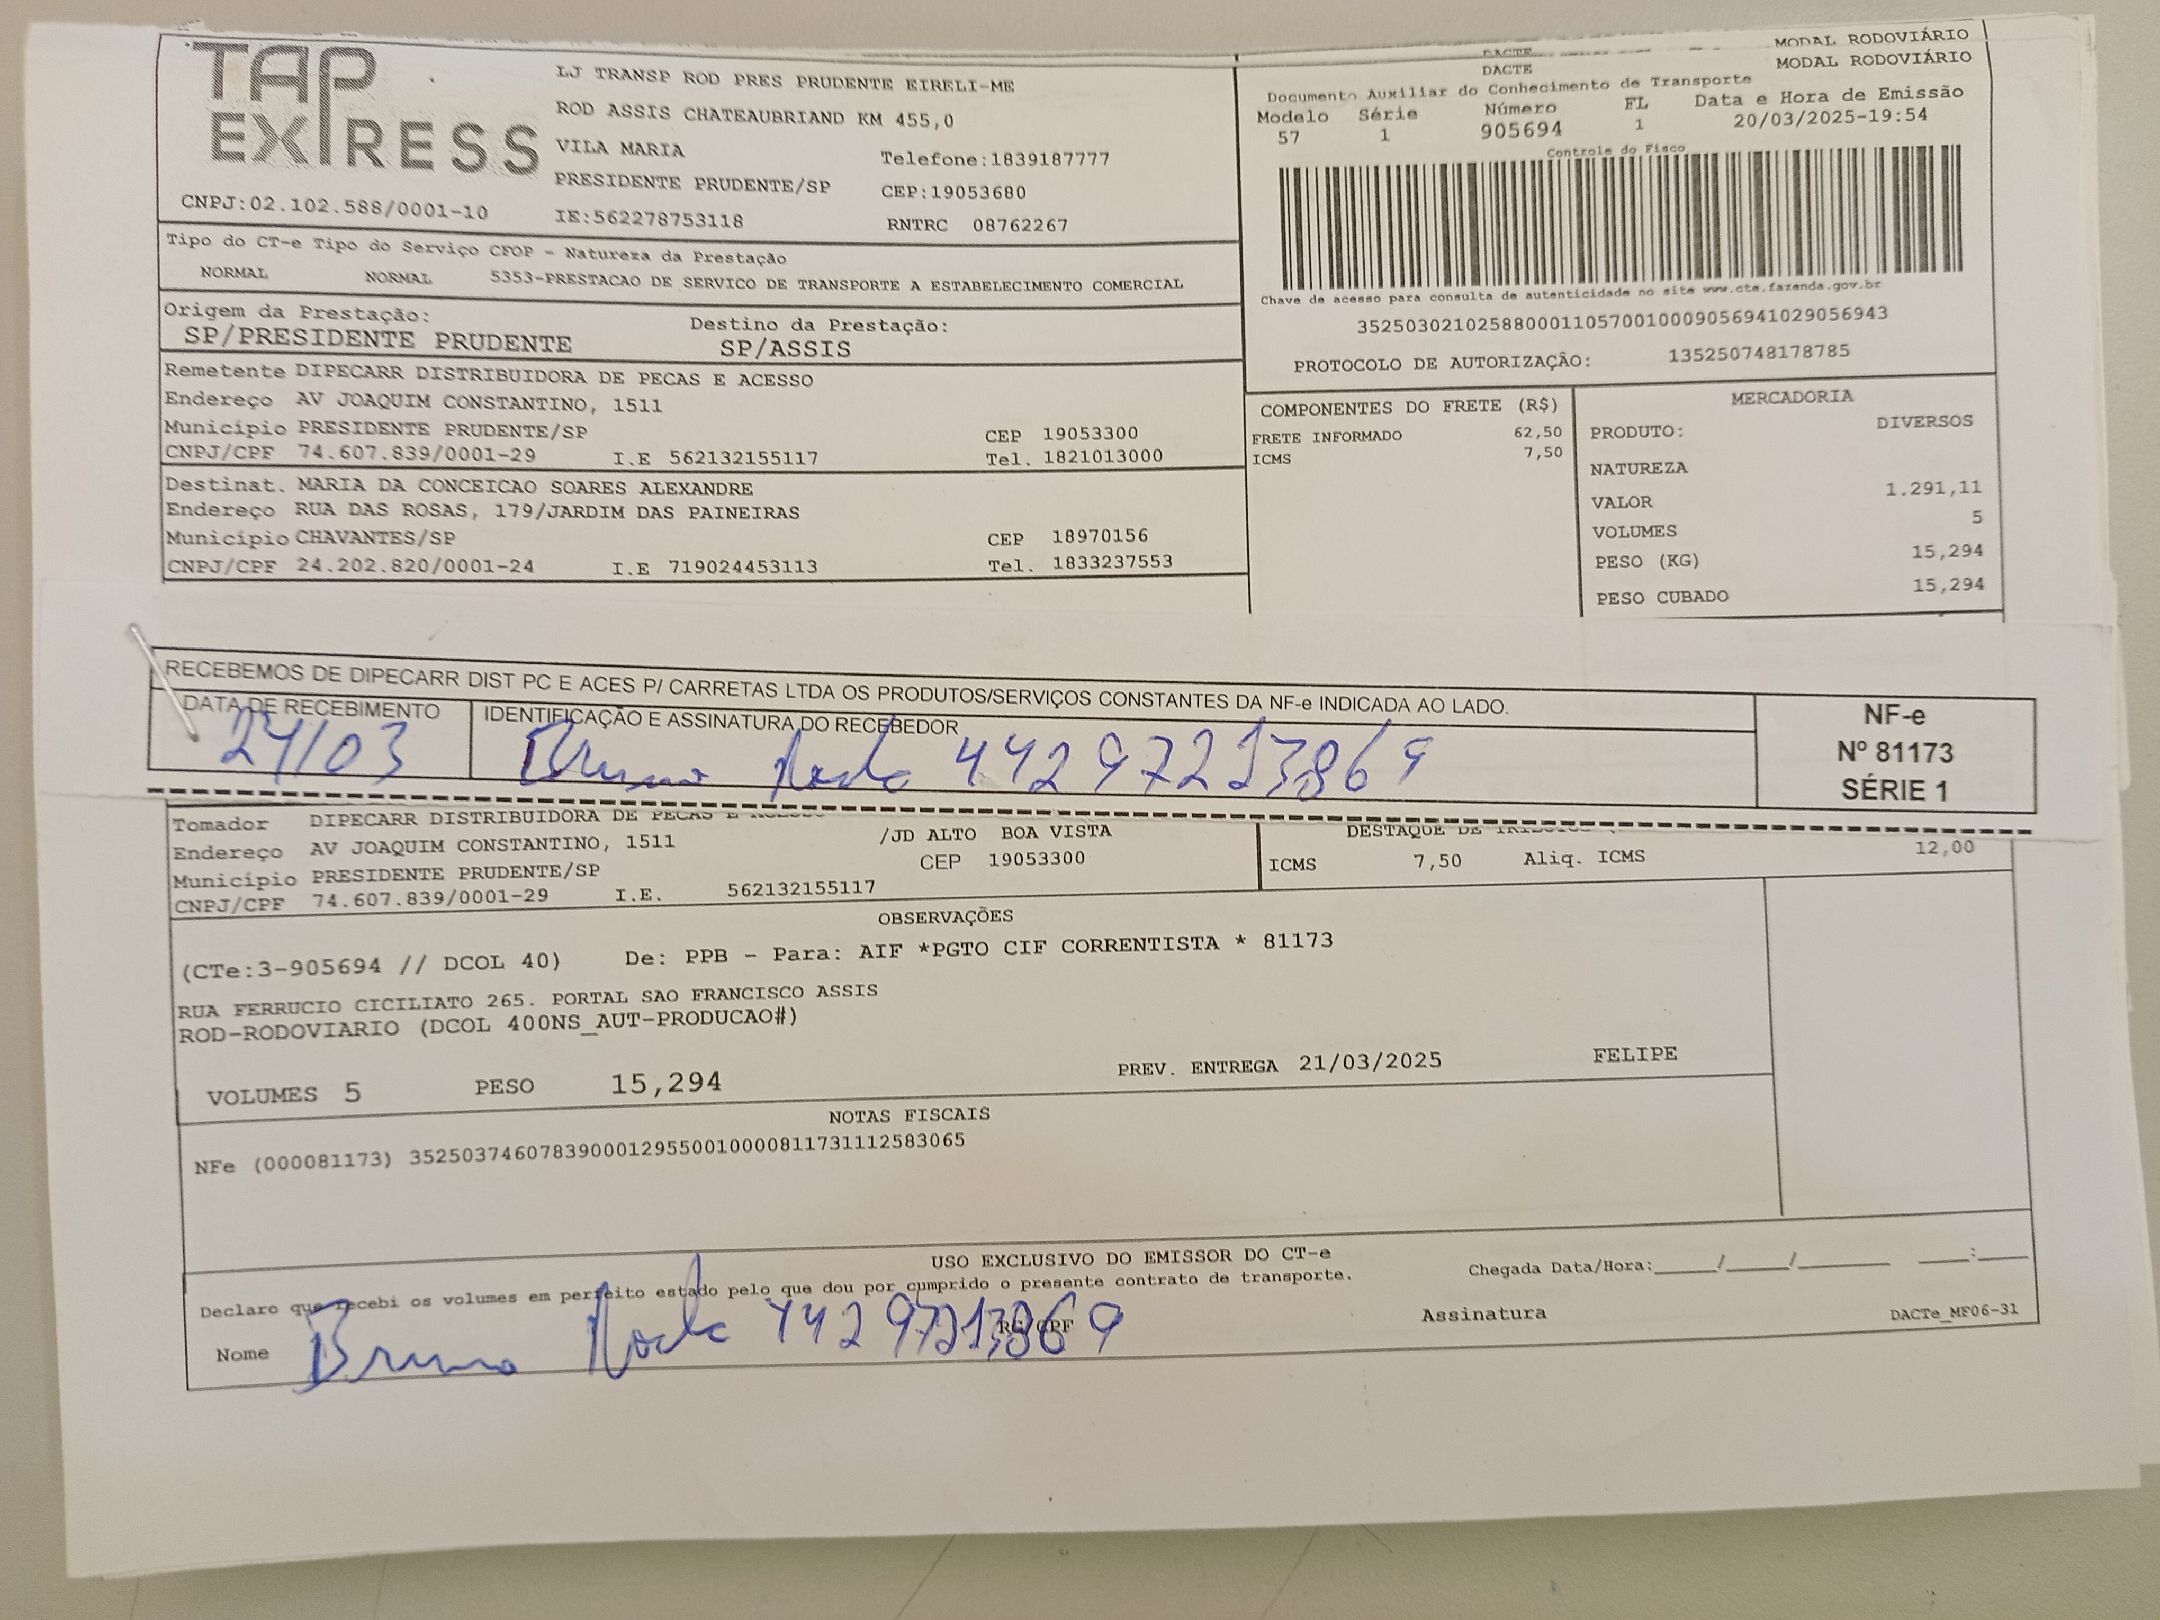 TAP
EXPRESS
LJ TRANSP ROD PRES PRUDENTE EIRELI-ME
ROD ASSIS CHATEAUBRIAND KM 455,0
VILA MARIA Telefone:1839187777
PRESIDENTE PRUDENTE/SP CEP:19053680
CNPJ:02.102.588/0001-10 IE:562278753118 RNTRC 08762267
DACTE MODAL RODOVIÁRIO
DACTE MODAL RODOVIÁRIO
Documento Auxiliar do Conhecimento de Transporte
Modelo Série Número FL Data e Hora de Emissão
57 1 905694 1 20/03/2025-19:54
Controle do Fisco
Chave de acesso para consulta de autenticidade no site www.cte.fazenda.gov.br
35250302102588000110570010009056941029056943
PROTOCOLO DE AUTORIZAÇÂO: 135250748178785
Tipo do CT-e Tipo do Serviço CFOP - Natureza da Prestação
NORMAL NORMAL 5353-PRESTACAO DE SERVICO DE TRANSPORTE A ESTABELECIMENTO COMERCIAL
Origem da Prestação: Destino da Prestação:
SP/PRESIDENTE PRUDENTE SP/ASSIS
Remetente DIPECARR DISTRIBUIDORA DE PECAS E ACESSO
Endereço AV JOAQUIM CONSTANTINO, 1511
Município PRESIDENTE PRUDENTE/SP CEP 19053300
CNPJ/CPF 74.607.839/0001-29 I.E 562132155117 Tel. 1821013000
Destinat. MARIA DA CONCEICAO SOARES ALEXANDRE
Endereço RUA DAS ROSAS, 179/JARDIM DAS PAINEIRAS
Município CHAVANTES/SP CEP 18970156
CNPJ/CPF 24.202.820/0001-24 I.E 719024453113 Tel. 1833237553
COMPONENTES DO FRETE (R$)
FRETE INFORMADO 62,50
ICMS 7,50
MERCADORIA
PRODUTO: DIVERSOS
NATUREZA
VALOR 1.291,11
VOLUMES 5
PESO (KG) 15,294
PESO CUBADO 15,294
RECEBEMOS DE DIPECARR DIST PC E ACES P/ CARRETAS LTDA OS PRODUTOS/SERVIÇOS CONSTANTES DA NF-e INDICADA AO LADO.
DATA DE RECEBIMENTO IDENTIFICAÇÃO E ASSINATURA DO RECEBEDOR
24/03 Bruno 44297213869
NF-e
Nº 81173
SÉRIE 1
Tomador DIPECARR DISTRIBUIDORA DE PECAS E ACESSO
Endereço AV JOAQUIM CONSTANTINO, 1511 /JD ALTO BOA VISTA
Município PRESIDENTE PRUDENTE/SP CEP 19053300
CNPJ/CPF 74.607.839/0001-29 I.E. 562132155117
DESTAQUE DE
ICMS 7,50 Aliq. ICMS 12,00
OBSERVAÇÕES
(CTe:3-905694 // DCOL 40) De: PPB - Para: AIF *PGTO CIF CORRENTISTA * 81173
RUA FERRUCIO CICILIATO 265. PORTAL SAO FRANCISCO ASSIS
ROD-RODOVIARIO (DCOL 400NS_AUT-PRODUCAO#)
VOLUMES 5 PESO 15,294 PREV. ENTREGA 21/03/2025 FELIPE
NOTAS FISCAIS
NFe (000081173) 35250374607839000129550010000811731112583065
USO EXCLUSIVO DO EMISSOR DO CT-e
Declaro que recebi os volumes em perfeito estado pelo que dou por cumprido o presente contrato de transporte. Chegada Data/Hora:_____/_____/________ ____:____
Nome Bruno 44297213869 RG/CPF Assinatura DACTe_MF06-31